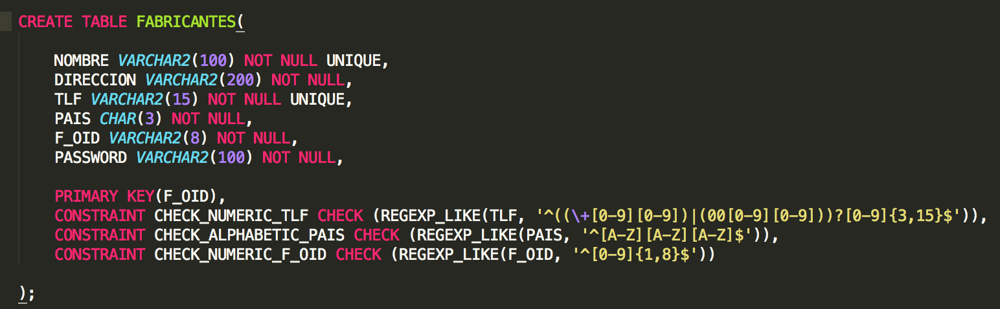 CREATE TABLE FABRICANTES(
NOMBRE VARCHAR2(100) NOT NULL UNIQUE,
DIRECCION VARCHAR2(200) NOT NULL,
TLF VARCHAR2(15) NOT NULL UNIQUE,
PAIS CHAR(3) NOT NULL,
F_OID VARCHAR2(8) NOT NULL,
PASSWORD VARCHAR2(100) NOT NULL,
PRIMARY KEY(F_OID),
CONSTRAINT CHECK_NUMERIC_TLF CHECK (REGEXP_LIKE(TLF, '^((\+[0-9][0-9])|(00[0-9][0-9]))?[0-9]{3,15}$')),
CONSTRAINT CHECK_ALPHABETIC_PAIS CHECK (REGEXP_LIKE(PAIS, '^[A-Z][A-Z][A-Z]$')),
CONSTRAINT CHECK_NUMERIC_F_OID CHECK (REGEXP_LIKE(F_OID, '^[0-9]{1,8}$'))
);